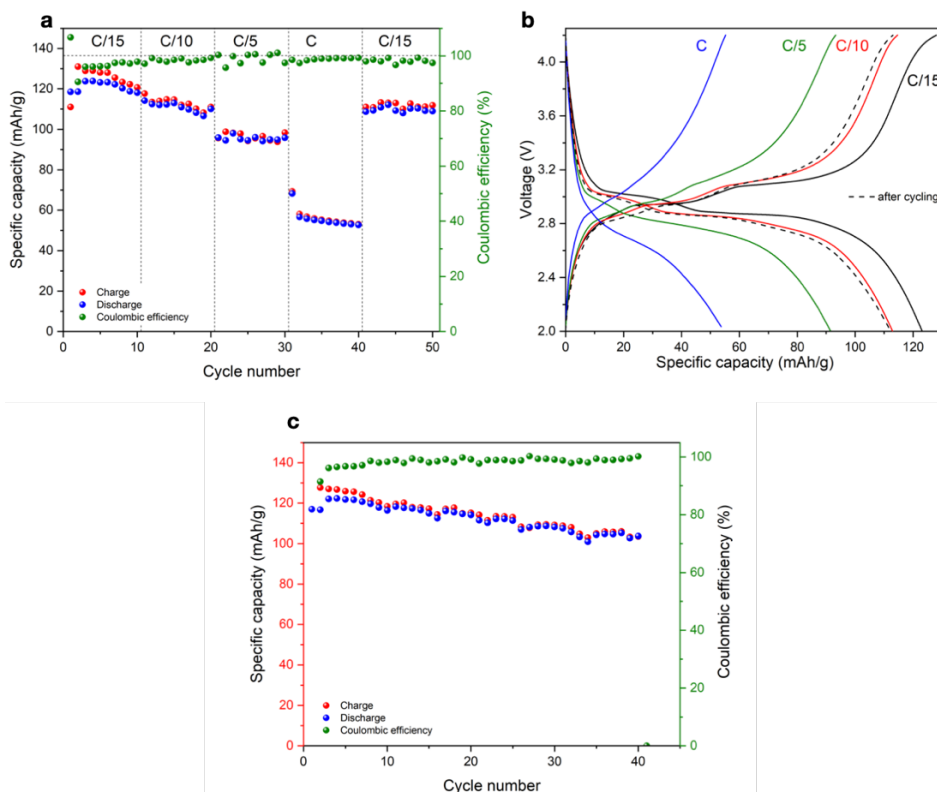 a
C/15 C/10 C/5 C C/15
Specific capacity (mAh/g)
140
120
100
80
60
40
20
0
Charge
Discharge
Coulombic efficiency
0 10 20 30 40 50
Cycle number
100
80
60
40
20
0
Coulombic efficiency (%)
b
C C/5 C/10
C/15
Voltage (V)
4.0
3.6
3.2
2.8
2.4
2.0
after cycling
0 20 40 60 80 100 120
Specific capacity (mAh/g)
c
Specific capacity (mAh/g)
140
120
100
80
60
40
20
0
Charge
Discharge
Coulomb efficiency
0 10 20 30 40
Cycle number
100
80
60
40
20
0
Coulombic efficiency (%)